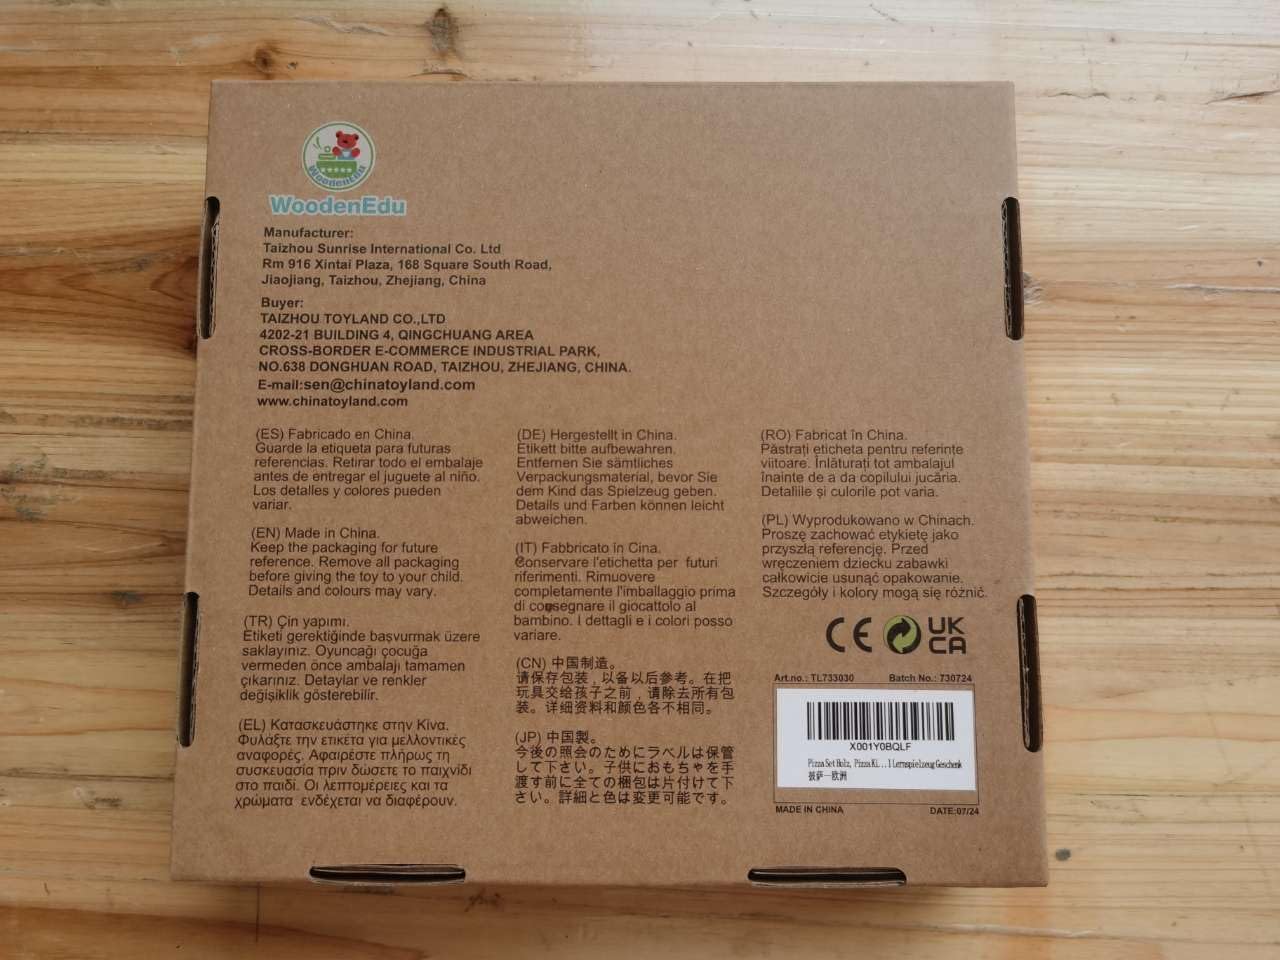 WoodenEdu
WoodenEdu
Manufacturer:
Taizhou Sunrise International Co. Ltd
Rm 916 Xintai Plaza, 168 Square South Road,
Jiaojiang, Taizhou, Zhejiang, China
Buyer:
TAIZHOU TOYLAND CO.,LTD
4202-21 BUILDING 4, QINGCHUANG AREA
CROSS-BORDER E-COMMERCE INDUSTRIAL PARK,
NO.638 DONGHUAN ROAD, TAIZHOU, ZHEJIANG, CHINA.
E-mail:sen@chinatoyland.com
www.chinatoyland.com
(ES) Fabricado en China.
Guarde la etiqueta para futuras
referencias. Retirar todo el embalaje
antes de entregar el juguete al niño.
Los detalles y colores pueden
variar.
(EN) Made in China.
Keep the packaging for future
reference. Remove all packaging
before giving the toy to your child.
Details and colours may vary.
(TR) Çin yapımı.
Etiketi gerektiğinde başvurmak üzere
saklayınız. Oyuncağı çocuğa
vermeden önce ambalajı tamamen
çıkarınız. Detaylar ve renkler
değişiklik gösterebilir.
(EL) Κατασκευάστηκε στην Κίνα.
Φυλάξτε την ετικέτα για μελλοντικές
αναφορές. Αφαιρέστε πλήρως τη
συσκευασία πριν δώσετε το παιχνίδι
στο παιδί. Οι λεπτομέρειες και τα
χρώματα ενδέχεται να διαφέρουν.
(DE) Hergestellt in China.
Etikett bitte aufbewahren.
Entfernen Sie sämtliches
Verpackungsmaterial, bevor Sie
dem Kind das Spielzeug geben.
Details und Farben können leicht
abweichen.
(IT) Fabbricato in Cina.
Conservare l'etichetta per futuri
riferimenti. Rimuovere
completamente l'imballaggio prima
di consegnare il giocattolo al
bambino. I dettagli e i colori posso
variare.
(CN) 中国制造。
请保存包装，以备以后参考。在把
玩具交给孩子之前，请除去所有包
装。详细资料和颜色各不相同。
(JP) 中国製。
今後の照会のためにラベルは保管
して下さい。子供におもちゃを手
渡す前に全ての梱包は片付けて下
さい。詳細と色は変更可能です。
(RO) Fabricat în China.
Păstrați eticheta pentru referințe
viitoare. Înlăturați tot ambalajul
înainte de a da copilului jucăria.
Detaliile și culorile pot varia.
(PL) Wyprodukowano w Chinach.
Proszę zachować etykietę jako
przyszłą referencję. Przed
wręczeniem dziecku zabawki
całkowicie usunąć opakowanie.
Szczegóły i kolory mogą się różnić.
CE UK
CA
Art.no.: TL733030 Batch No.: 730724
X001Y0BQLF
Pizza Set Holz, Pizza Ki...l Lernspielzeug Geschenk
披萨—欧洲
MADE IN CHINA DATE:07/24